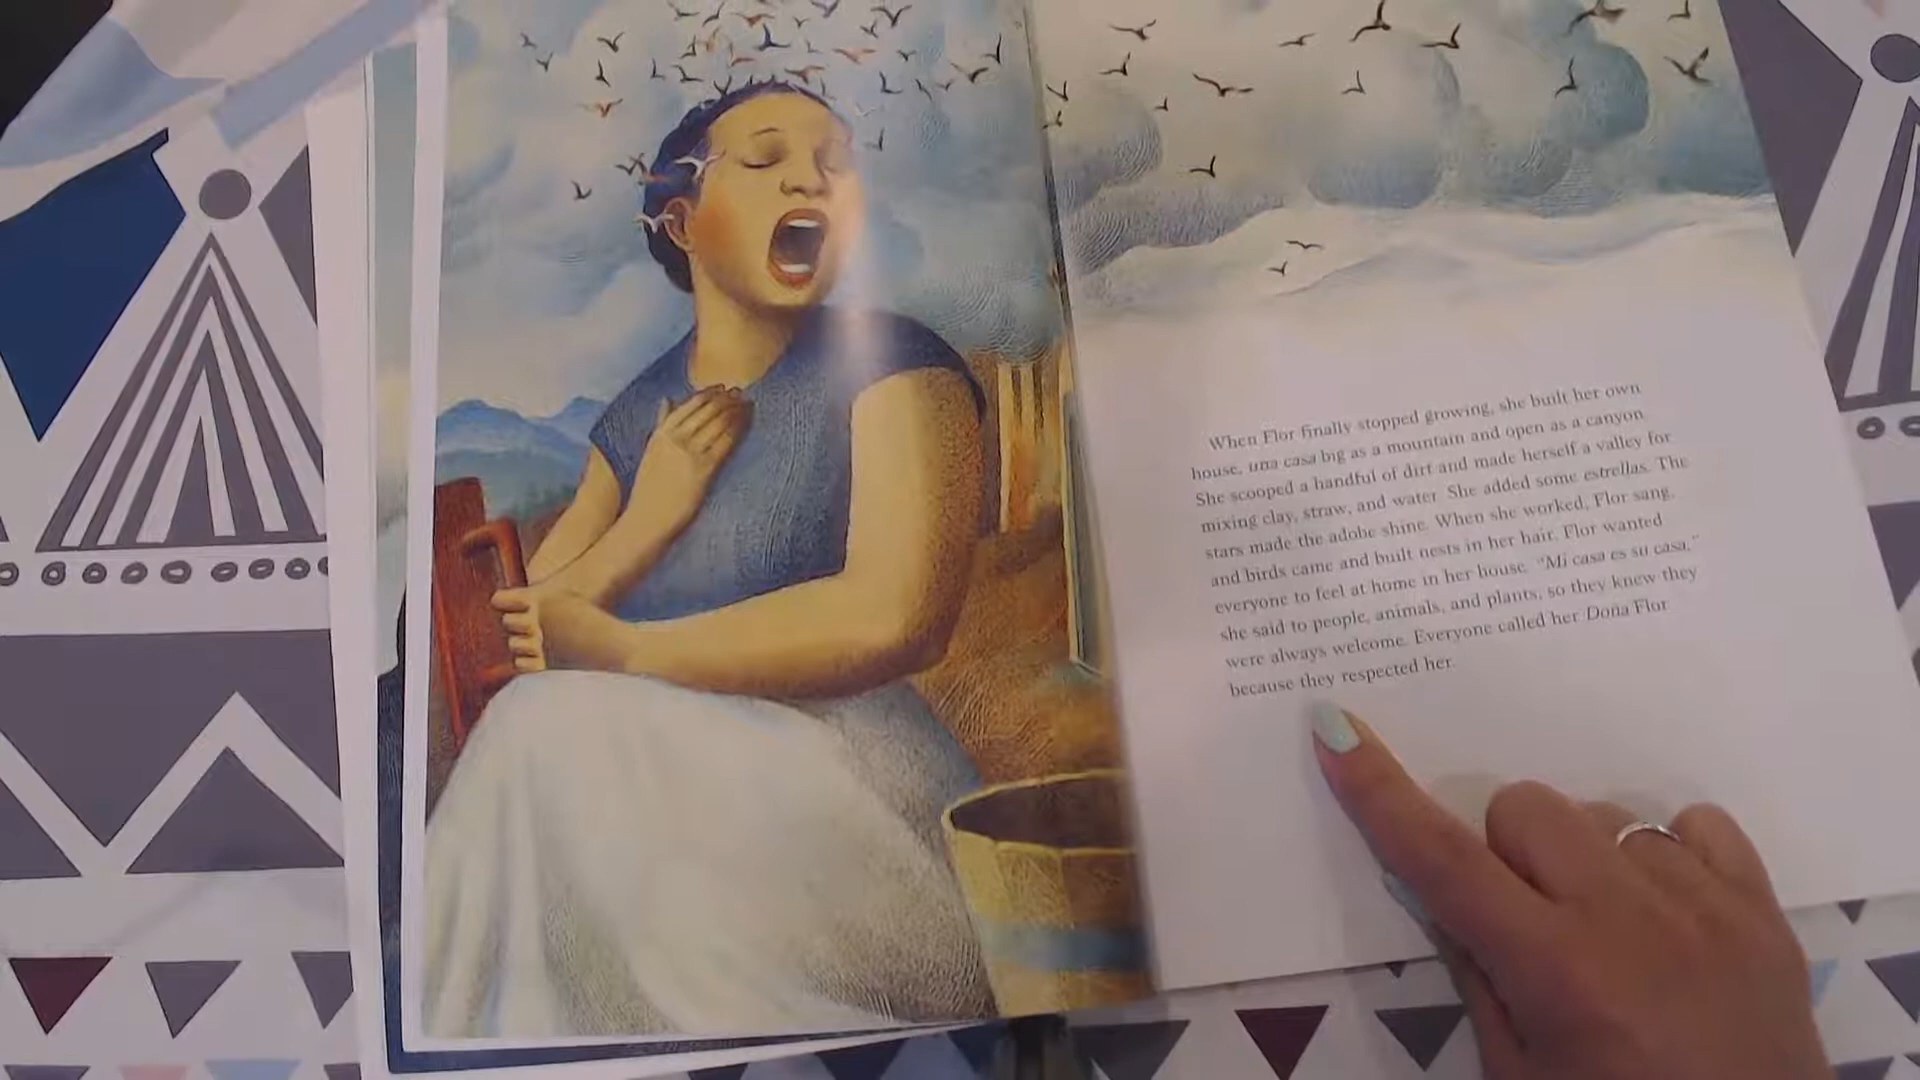 When Flor finally stopped growing, she built her own
house, una casa big as a mountain and open as a canyon.
She scooped a handful of dirt and made herself a valley for
mixing clay, straw, and water. She added some estrellas. The
stars made the adobe shine. When she worked, Flor sang,
and birds came and built nests in her hair. Flor wanted
everyone to feel at home in her house. "Mi casa es su casa,"
she said to people, animals, and plants, so they knew they
were always welcome. Everyone called her Doña Flor
because they respected her.